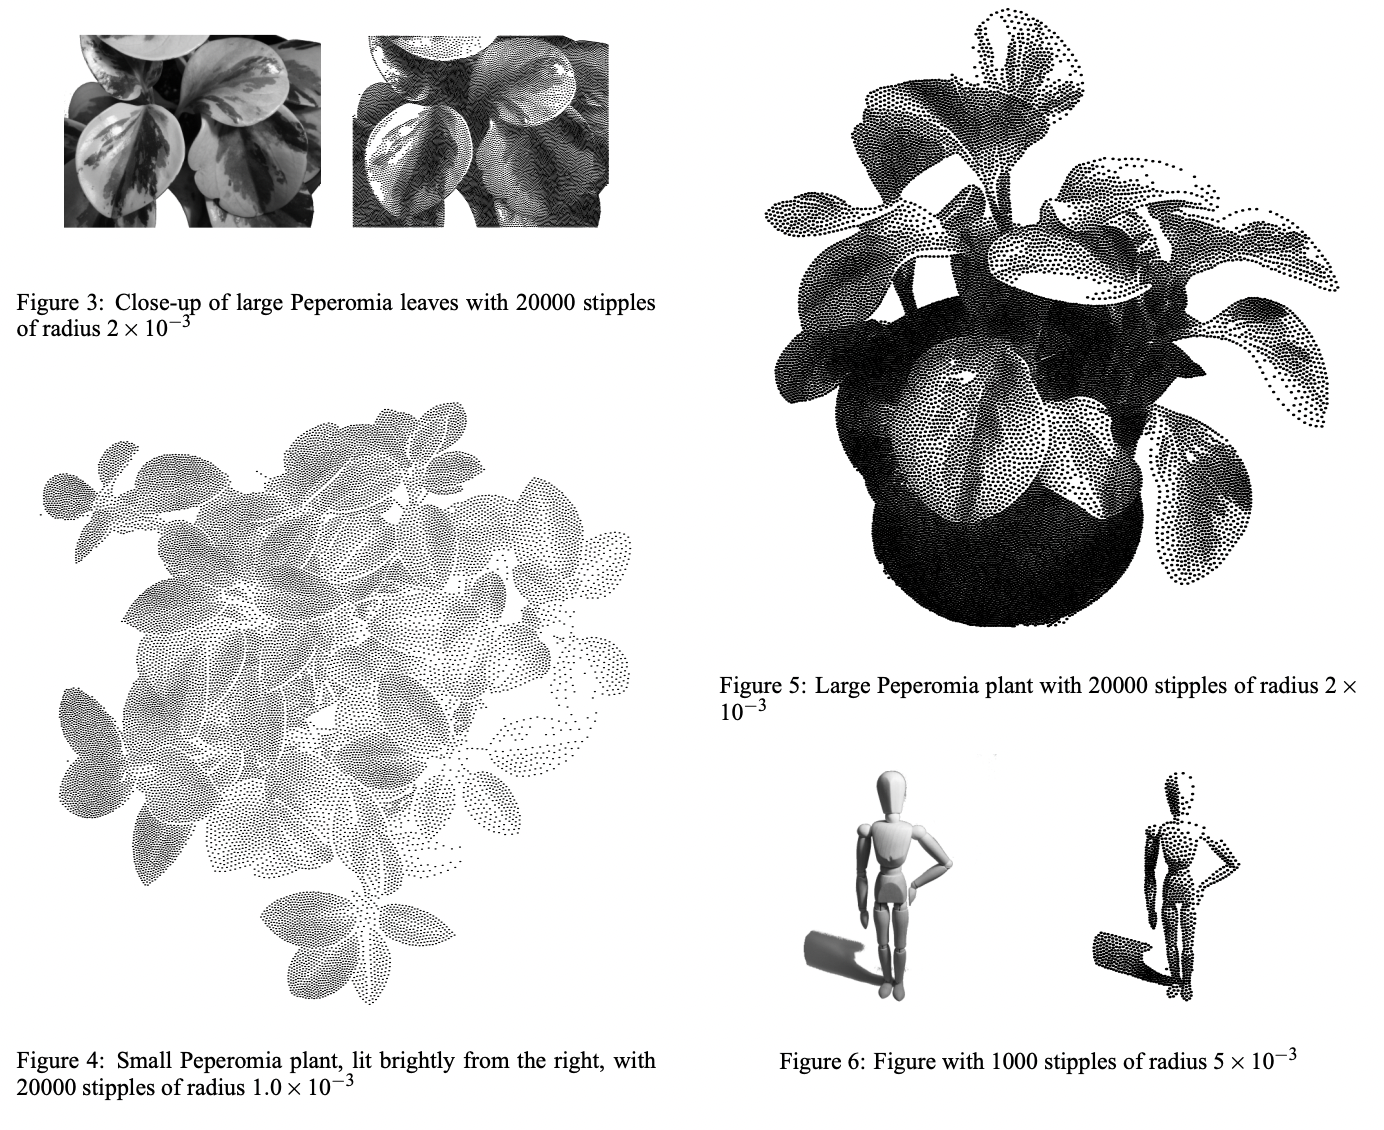 Figure 3: Close-up of large Peperomia leaves with 20000 stipples
of radius 2 × 10⁻³
Figure 4: Small Peperomia plant, lit brightly from the right, with
20000 stipples of radius 1.0 × 10⁻³
Figure 5: Large Peperomia plant with 20000 stipples of radius 2 ×
10⁻³
Figure 6: Figure with 1000 stipples of radius 5 × 10⁻³